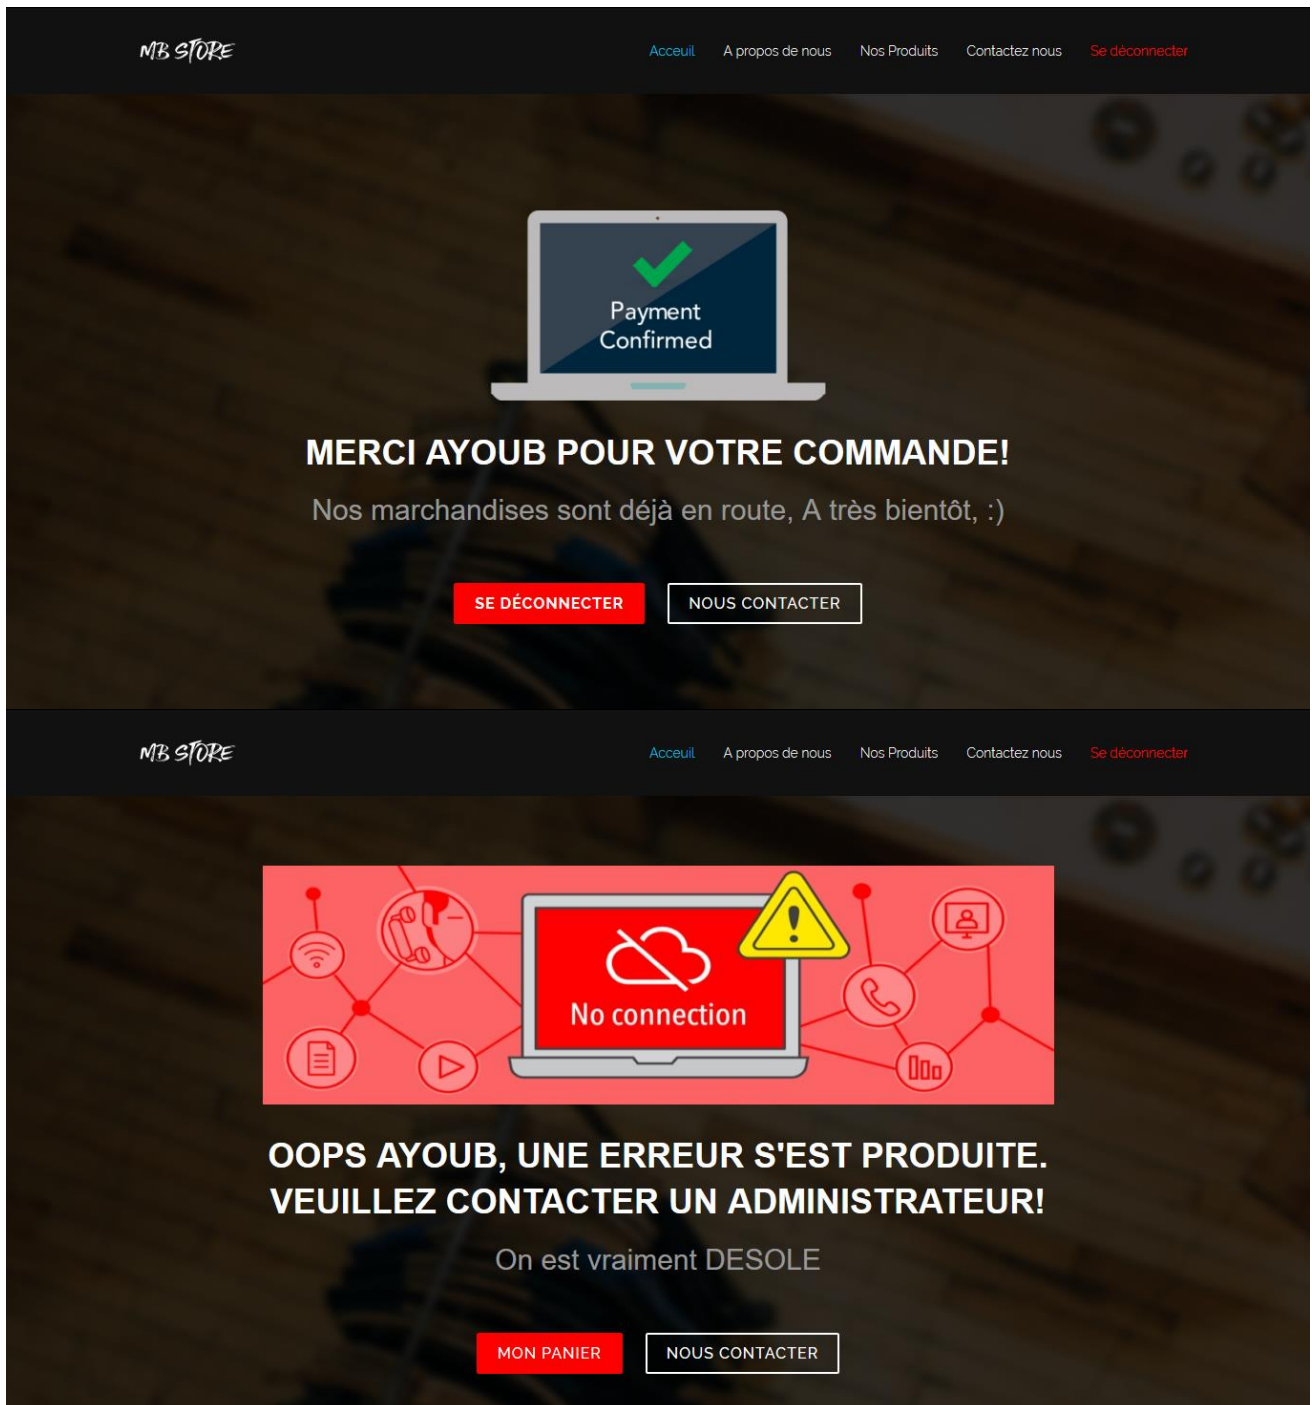 MB STORE
Acceuil A propos de nous Nos Produits Contactez nous Se déconnecter
Payment
Confirmed
MERCI AYOUB POUR VOTRE COMMANDE!
Nos marchandises sont déjà en route, A très bientôt, :)
SE DÉCONNECTER NOUS CONTACTER
MB STORE
Acceuil A propos de nous Nos Produits Contactez nous Se déconnecter
No connection
OOPS AYOUB, UNE ERREUR S'EST PRODUITE.
VEUILLEZ CONTACTER UN ADMINISTRATEUR!
On est vraiment DESOLE
MON PANIER NOUS CONTACTER